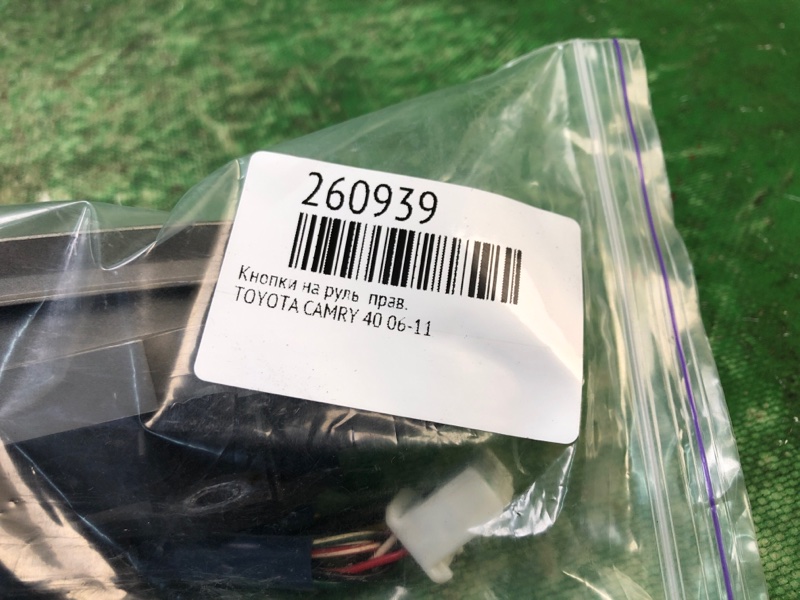 260939
Кнопки на руль прав.
TOYOTA CAMRY 40 06-11